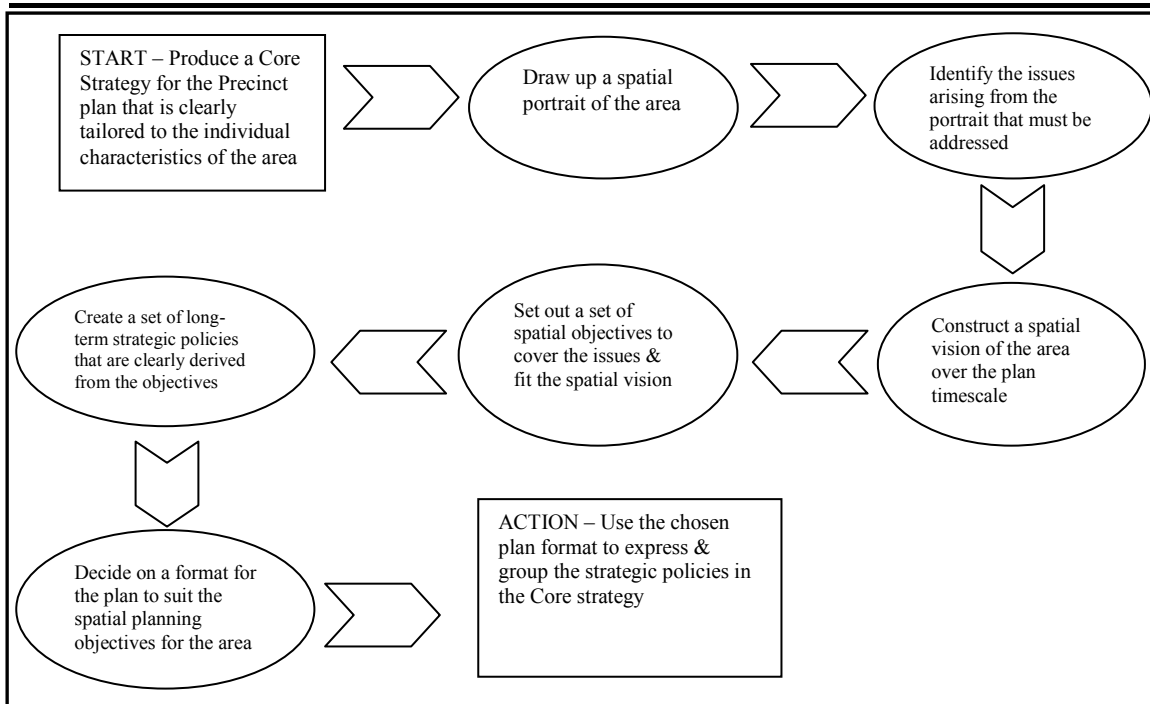 START – Produce a Core
Strategy for the Precinct
plan that is clearly
tailored to the individual
characteristics of the area
Draw up a spatial
portrait of the area
Identify the issues
arising from the
portrait that must be
addressed
Construct a spatial
vision of the area
over the plan
timescale
Set out a set of
spatial objectives to
cover the issues &
fit the spatial vision
Create a set of long-
term strategic policies
that are clearly derived
from the objectives
Decide on a format for
the plan to suit the
spatial planning
objectives for the area
ACTION – Use the chosen
plan format to express &
group the strategic policies in
the Core strategy